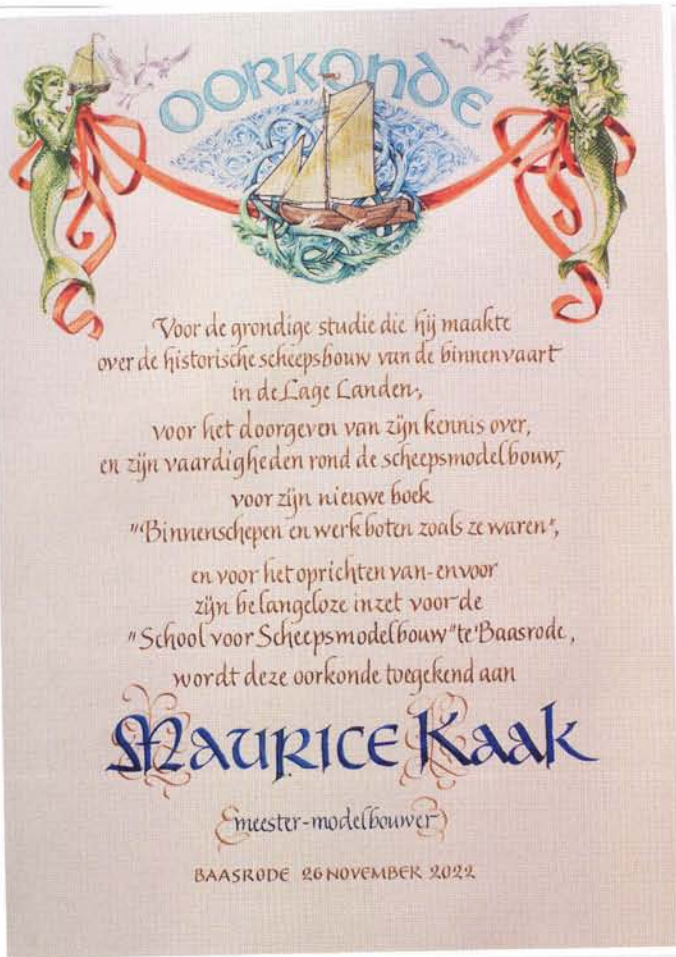 OORKONDE
Voor de grondige studie die hij maakte
over de historische scheepsbouw van de binnenvaart
in de Lage Landen,
voor het doorgeven van zijn kennis over,
en zijn vaardigheden rond de scheepsmodelbouw,
voor zijn nieuwe boek
"Binnenschepen en werkboten zoals ze waren",
en voor het oprichten van- en voor
zijn belangeloze inzet voor de
"School voor Scheepsmodelbouw" te Baasrode,
wordt deze oorkonde toegekend aan
MAURICE Kaak
meester-modelbouwer
BAASRODE 26 NOVEMBER 2022